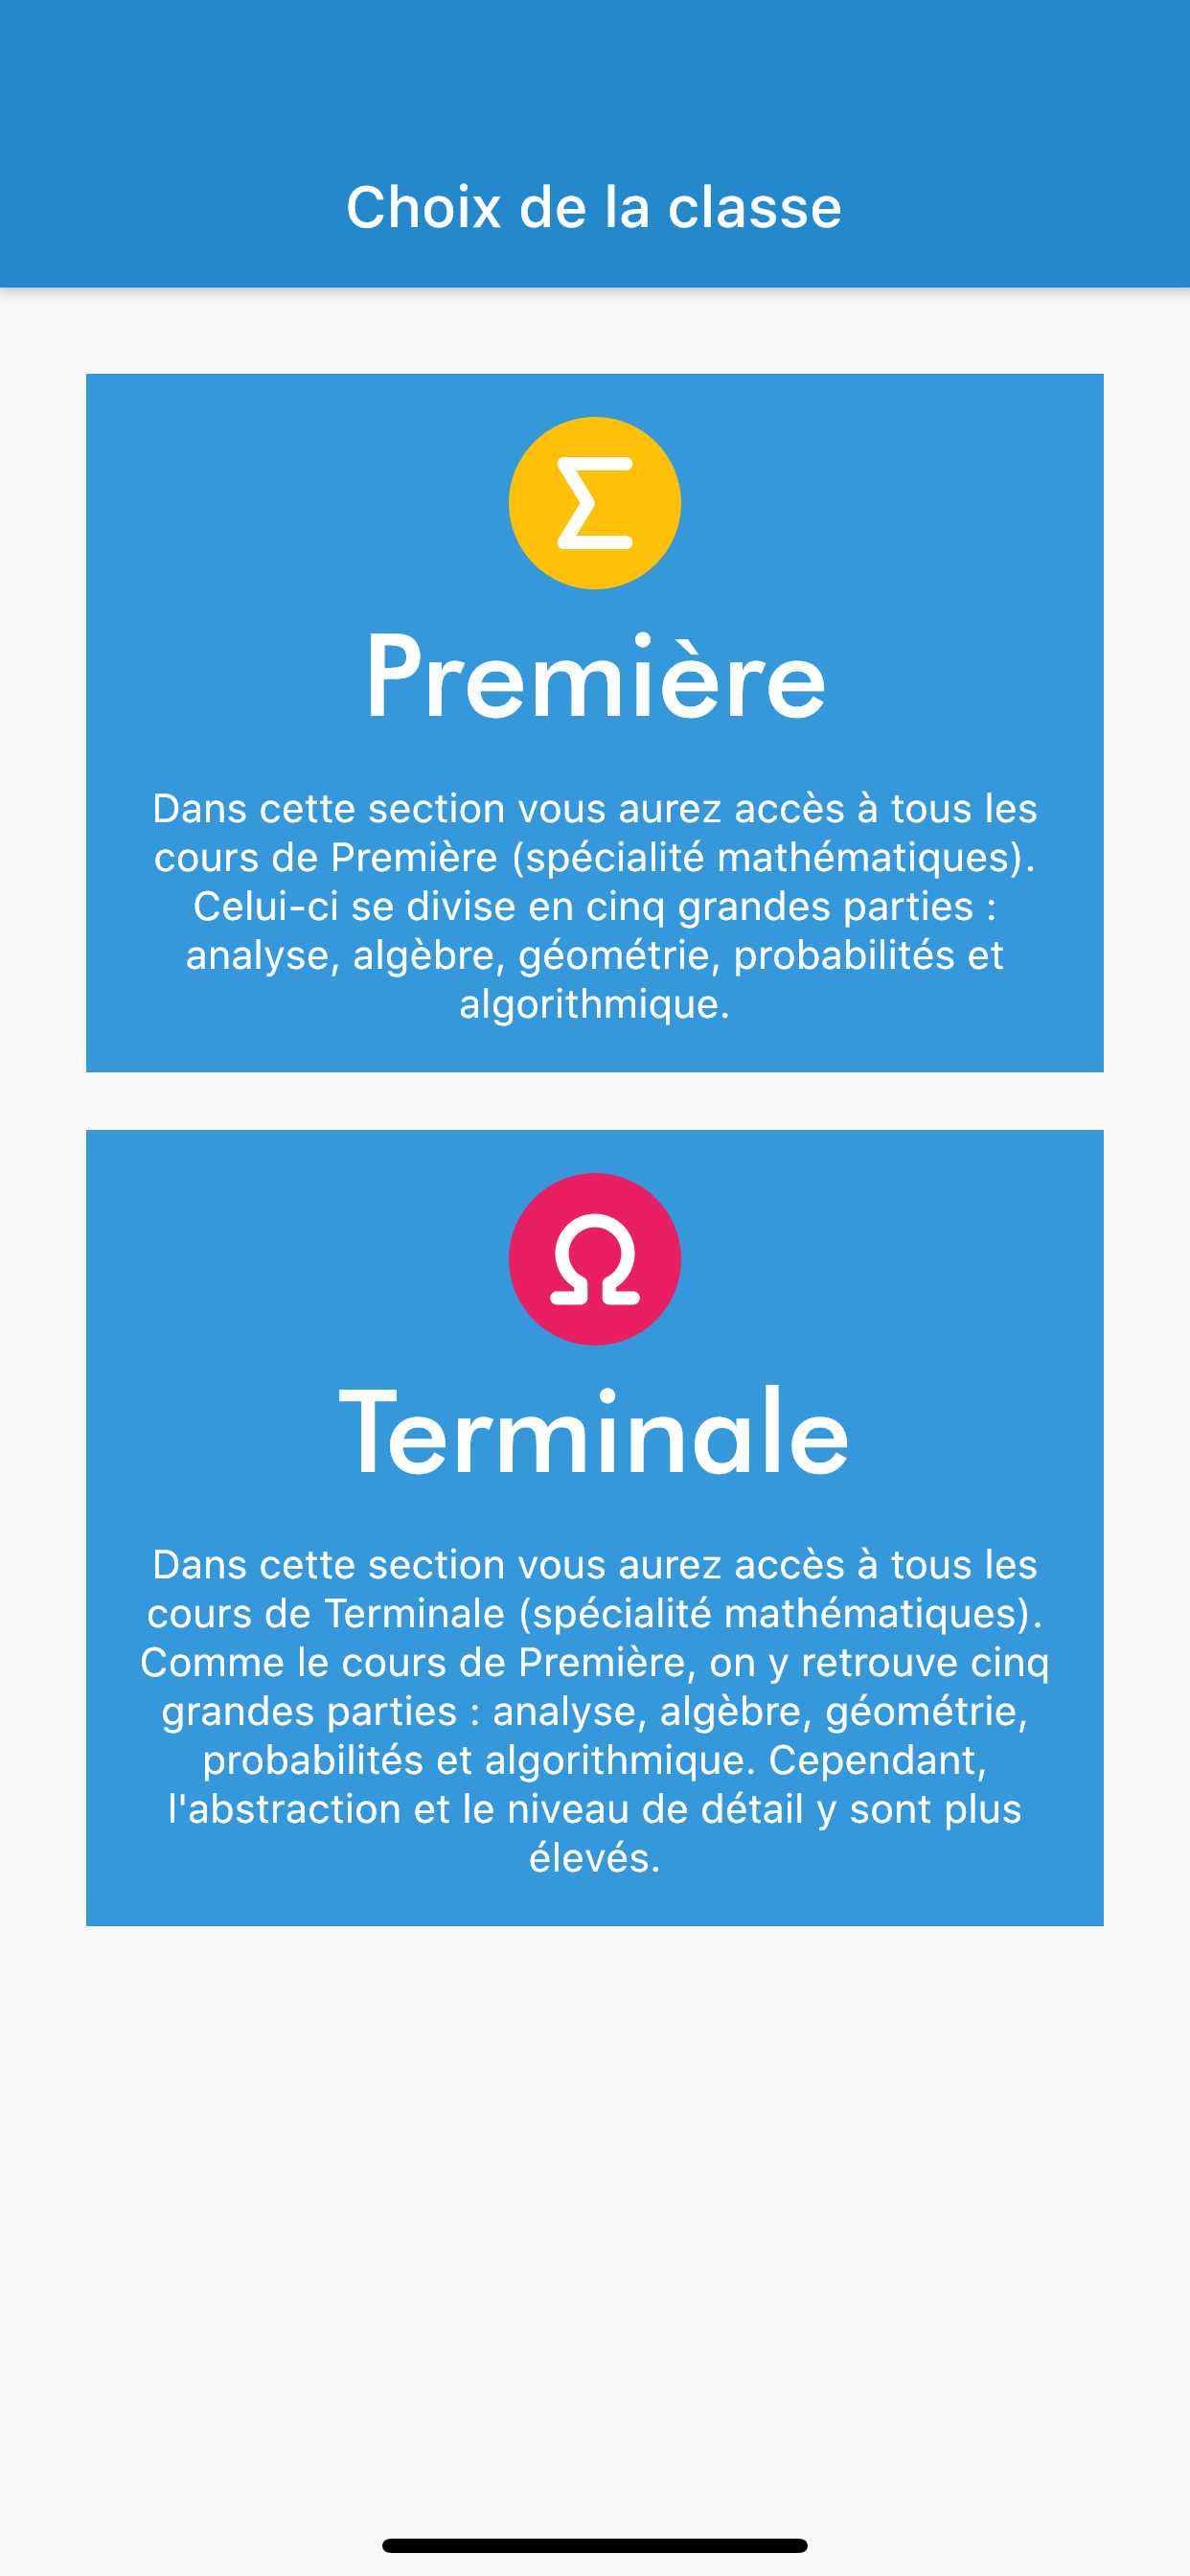 Choix de la classe
Σ
Première
Dans cette section vous aurez accès à tous les
cours de Première (spécialité mathématiques).
Celui-ci se divise en cinq grandes parties :
analyse, algèbre, géométrie, probabilités et
algorithmique.
Ω
Terminale
Dans cette section vous aurez accès à tous les
cours de Terminale (spécialité mathématiques).
Comme le cours de Première, on y retrouve cinq
grandes parties : analyse, algèbre, géométrie,
probabilités et algorithmique. Cependant,
l'abstraction et le niveau de détail y sont plus
élevés.